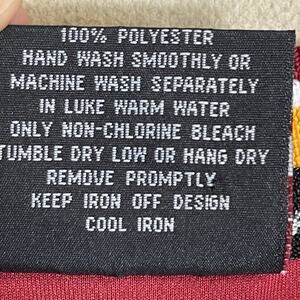 100% POLYESTER
HAND WASH SMOOTHLY OR
MACHINE WASH SEPARATELY
IN LUKE WARM WATER
ONLY NON-CHLORINE BLEACH
TUMBLE DRY LOW OR HANG DRY
REMOVE PROMPTLY
KEEP IRON OFF DESIGN
COOL IRON